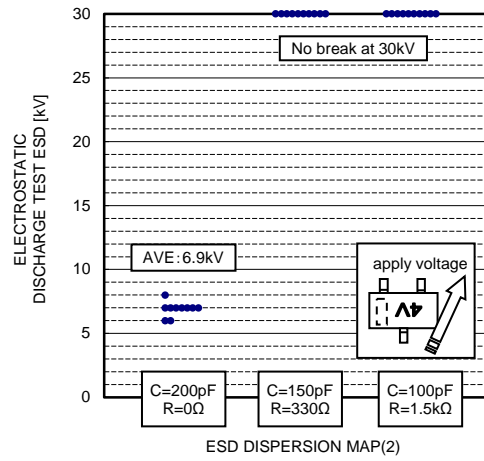 ELECTROSTATIC
DISCHARGE TEST ESD [kV]
30
25
20
15
10
5
0
No break at 30kV
AVE:6.9kV
apply voltage
4V
C=200pF
R=0Ω
C=150pF
R=330Ω
C=100pF
R=1.5kΩ
ESD DISPERSION MAP(2)